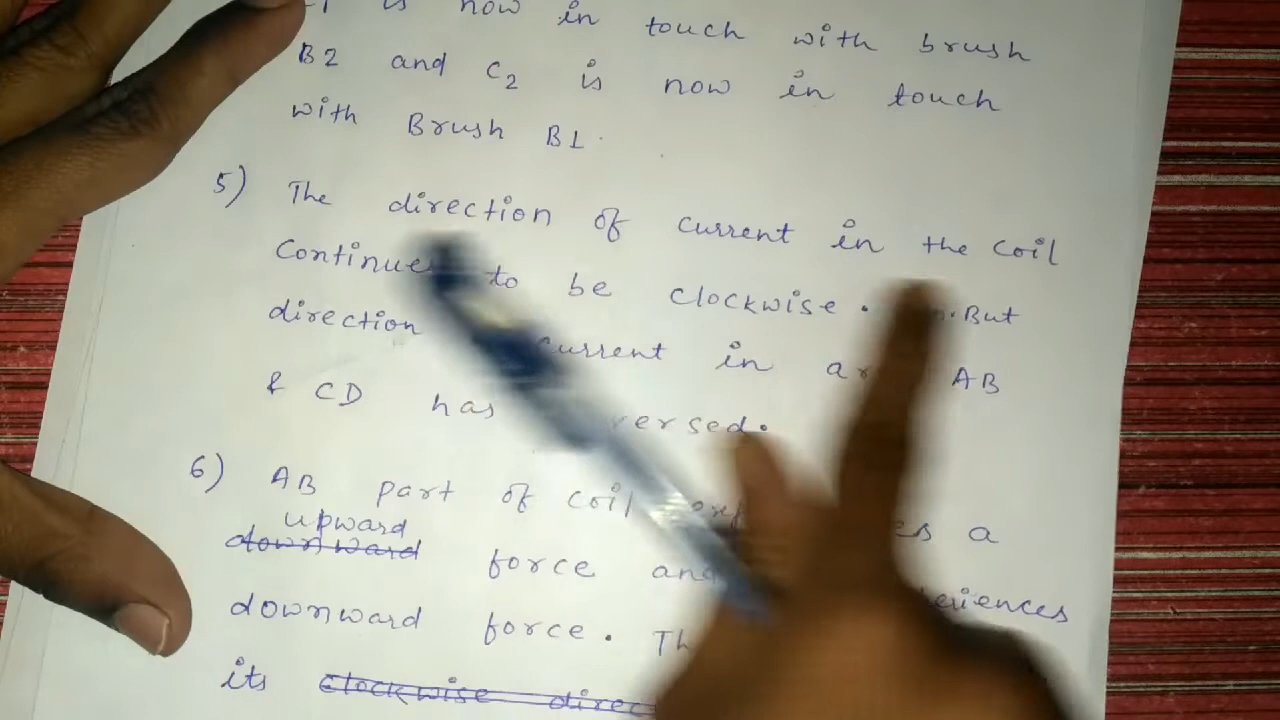 is now in touch with brush
B2 and C2 is now in touch
with Brush B1.
5) The direction of current in the coil
Continues to be clockwise. But
direction current in AB
& CD has
6) AB part of coil a
upward
downward force and
downward force.
its clockwise